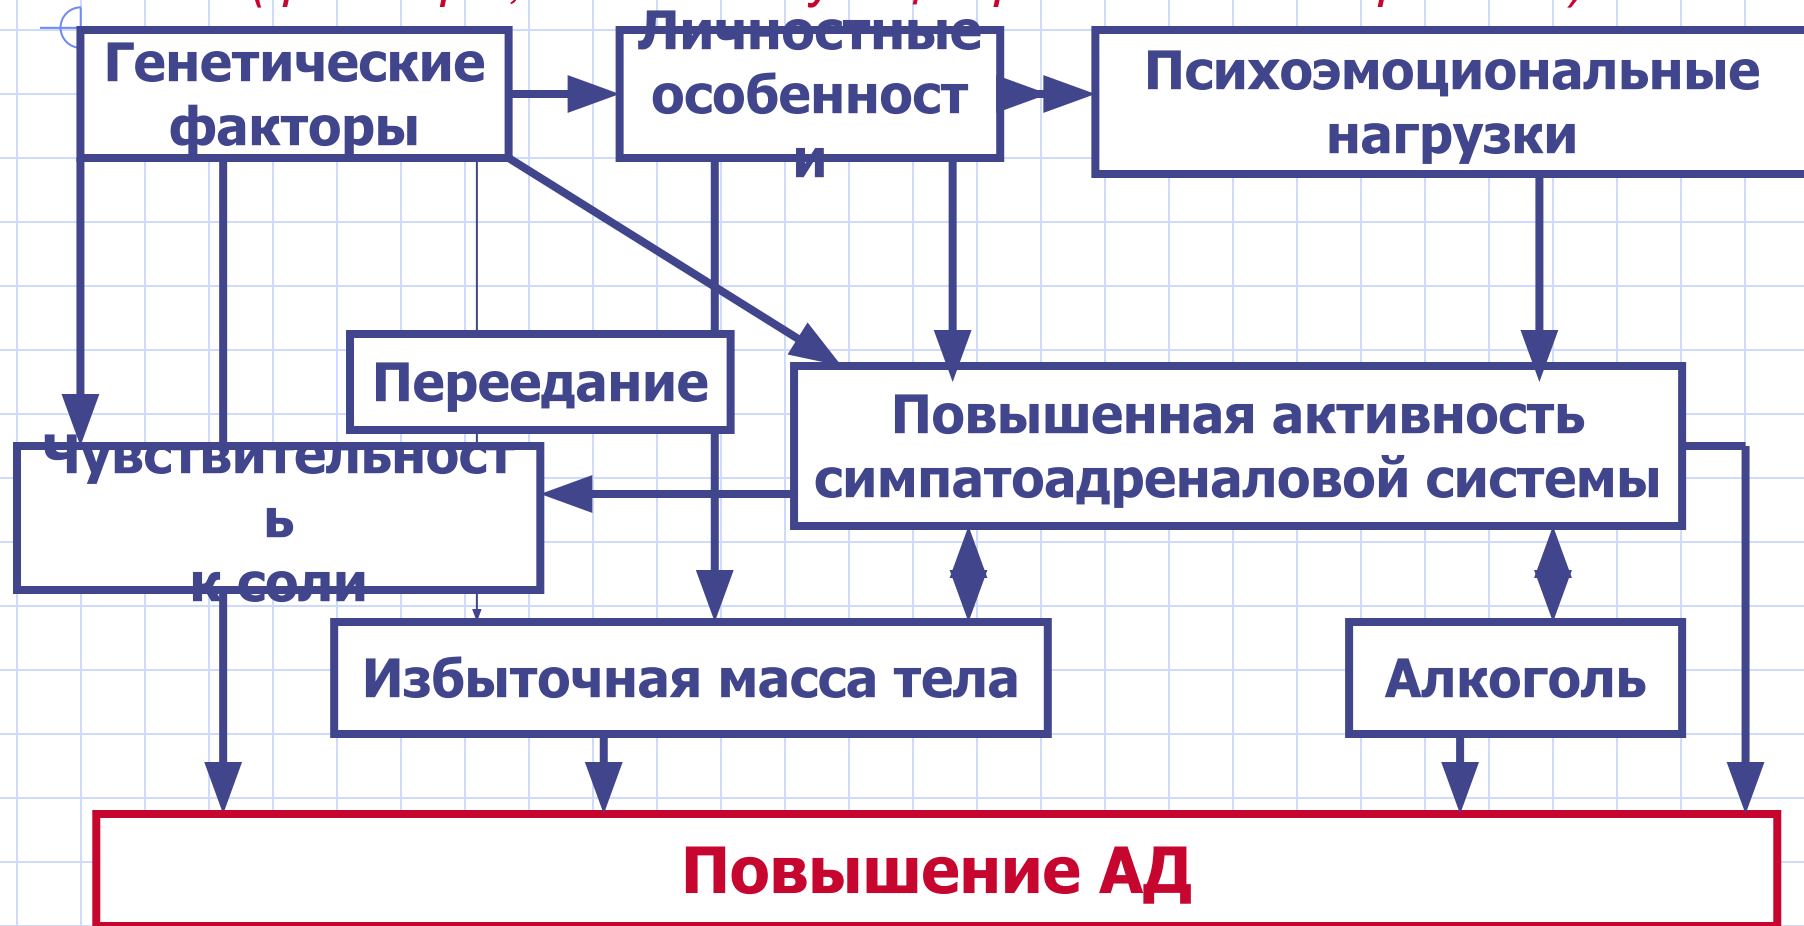 Генетические
факторы
Личностные
особенност
и
Психоэмоциональные
нагрузки
Переедание
Повышенная активность
симпатоадреналовой системы
Чувствительност
ь
к соли
Избыточная масса тела
Алкоголь
Повышение АД